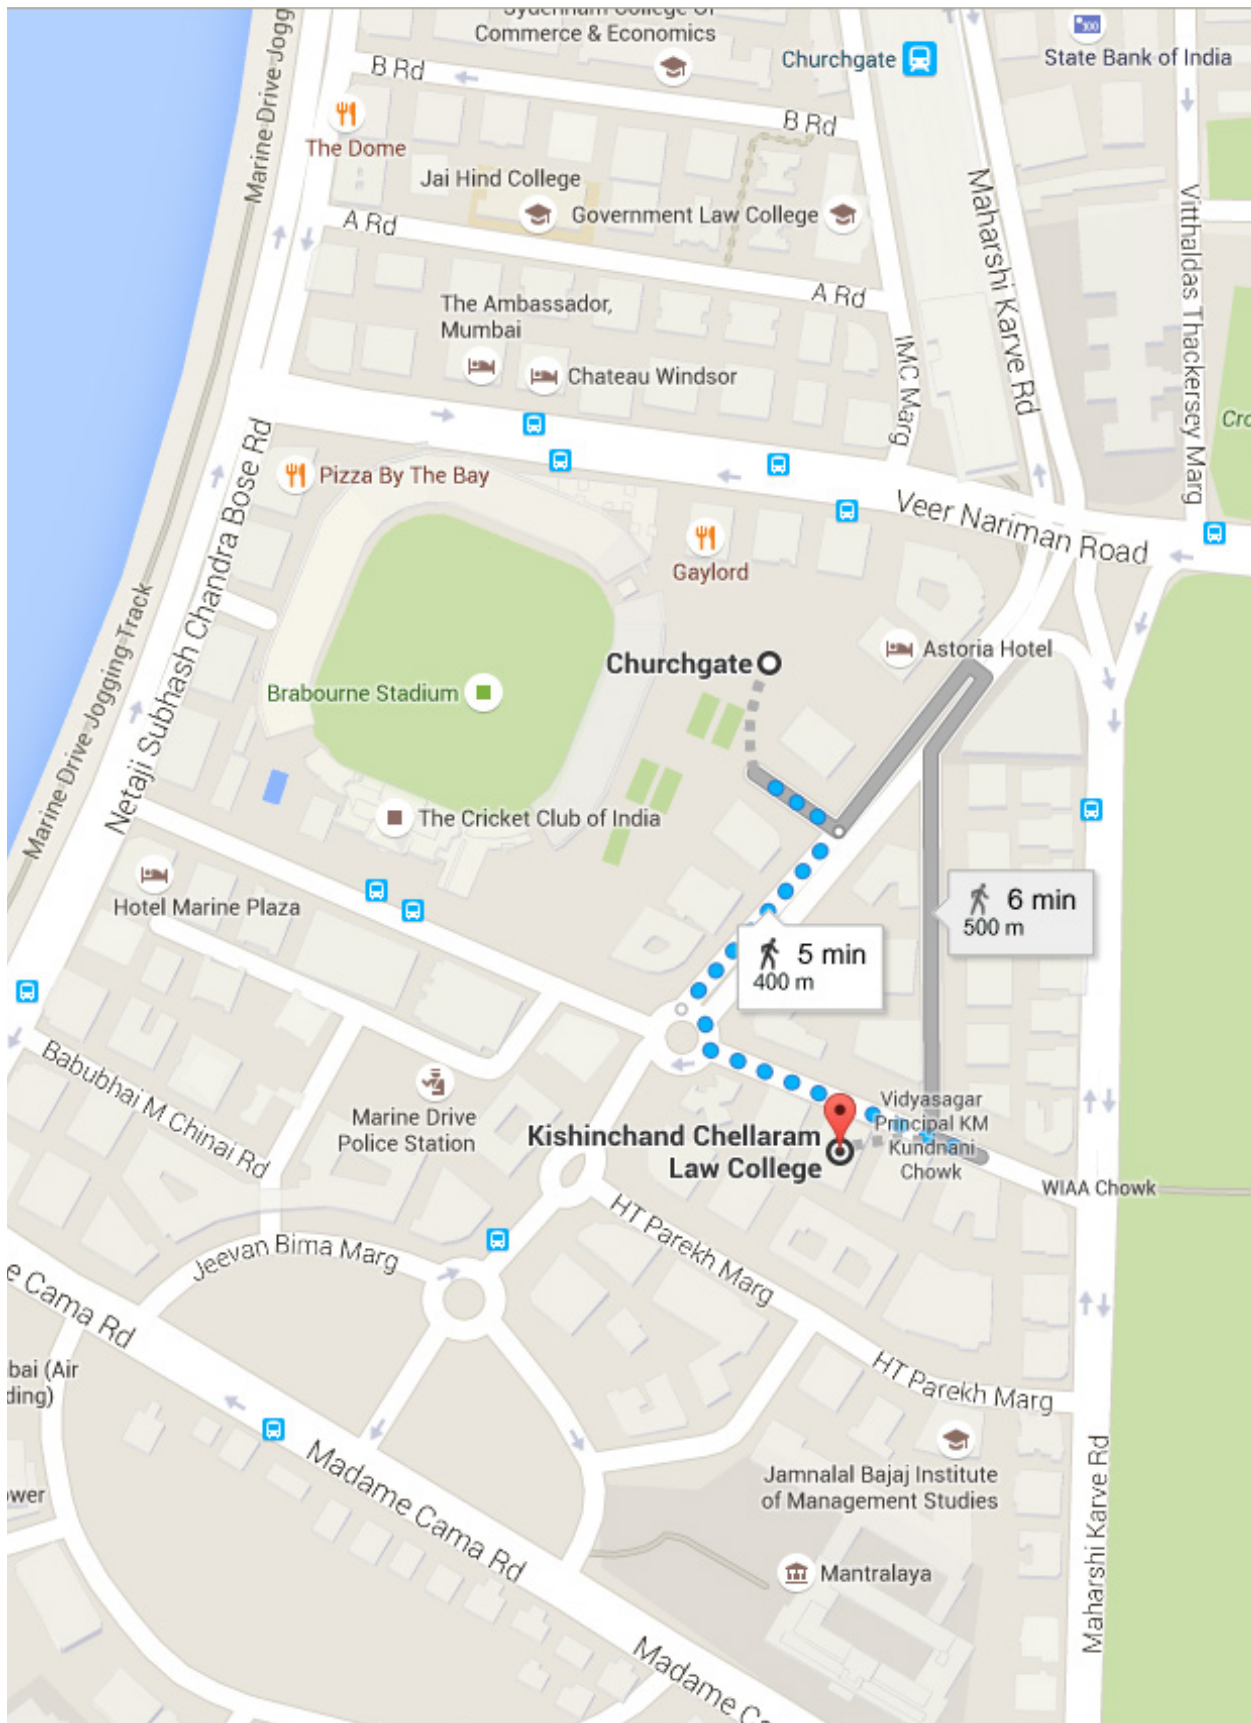 Sydenham College Of
Commerce & Economics
Churchgate
100
State Bank of India
Marine Drive Jogg
B Rd
The Dome
B Rd
Jai Hind College
Government Law College
Maharshi Karve Rd
Vitthaldas Thackersey Marg
A Rd
A Rd
The Ambassador,
Mumbai
Chateau Windsor
IMC Marg
Cro
Pizza By The Bay
Netaji Subhash Chandra Bose Rd
Veer Nariman Road
Gaylord
Marine Drive Jogging Track
Astoria Hotel
Churchgate
Brabourne Stadium
The Cricket Club of India
Hotel Marine Plaza
6 min
500 m
5 min
400 m
Babubhai M Chinai Rd
Marine Drive
Police Station
Vidyasagar
Principal KM
Kundnani
Chowk
Kishinchand Chellaram
Law College
WIAA Chowk
HT Parekh Marg
Jeevan Bima Marg
e Cama Rd
bai (Air
ding)
HT Parekh Marg
Maharshi Karve Rd
Jamnalal Bajaj Institute
of Management Studies
ower
Madame Cama Rd
Mantralaya
Madame Ca